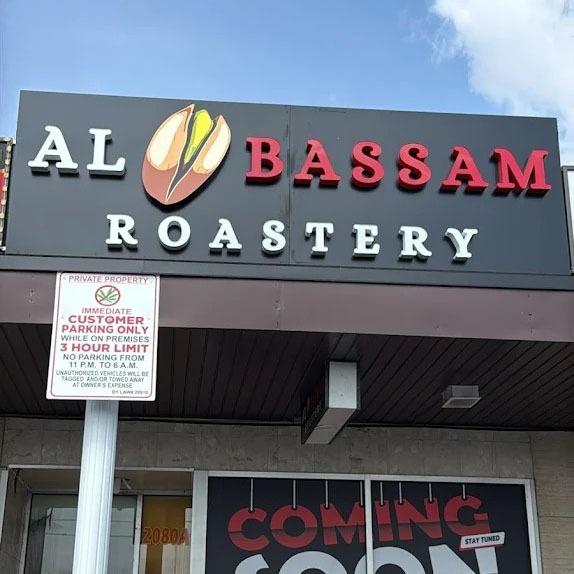 AL BASSAM
ROASTERY
PRIVATE PROPERTY
IMMEDIATE
CUSTOMER
PARKING ONLY
WHILE ON PREMISES
3 HOUR LIMIT
NO PARKING FROM
11 P.M. TO 6 A.M.
UNAUTHORIZED VEHICLES WILL BE
TAGGED AND/OR TOWED AWAY
AT OWNER'S EXPENSE
2080A
COMING
STAY TUNED
SOON